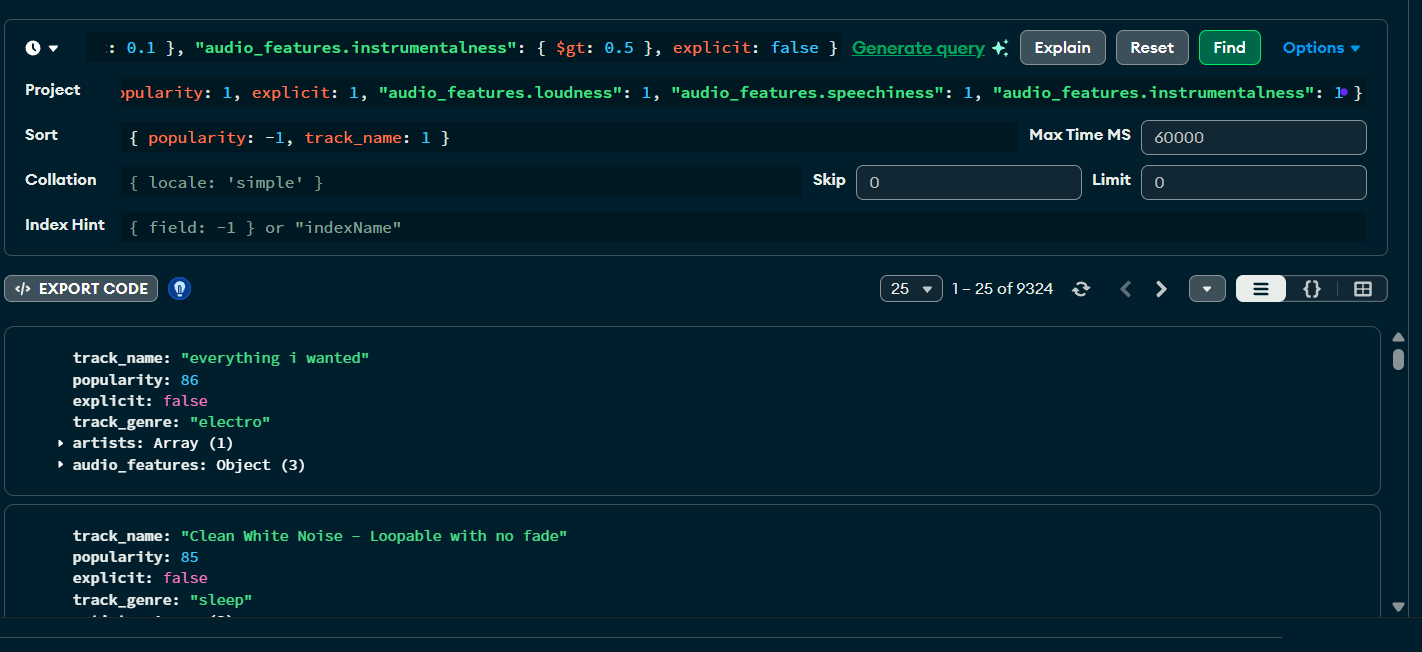 : 0.1 }, "audio_features.instrumentalness": { $gt: 0.5 }, explicit: false } Generate query Explain Reset Find Options
Project opularity: 1, explicit: 1, "audio_features.loudness": 1, "audio_features.speechiness": 1, "audio_features.instrumentalness": 1 }
Sort { popularity: -1, track_name: 1 } Max Time MS 60000
Collation { locale: 'simple' } Skip 0 Limit 0
Index Hint { field: -1 } or "indexName"
</> EXPORT CODE 25 1 – 25 of 9324 {}
track_name: "everything i wanted"
popularity: 86
explicit: false
track_genre: "electro"
artists: Array (1)
audio_features: Object (3)
track_name: "Clean White Noise - Loopable with no fade"
popularity: 85
explicit: false
track_genre: "sleep"